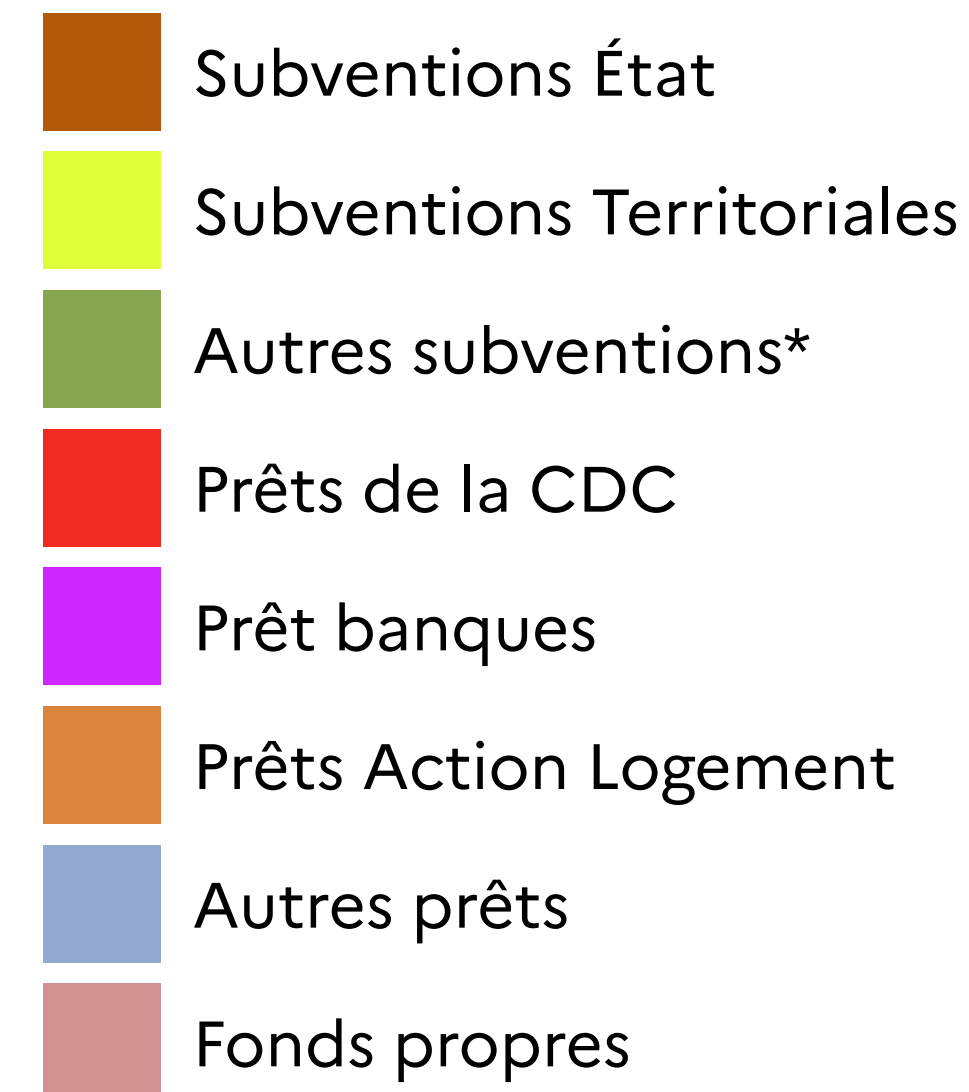 Subventions État
Subventions Territoriales
Autres subventions*
Prêts de la CDC
Prêt banques
Prêts Action Logement
Autres prêts
Fonds propres